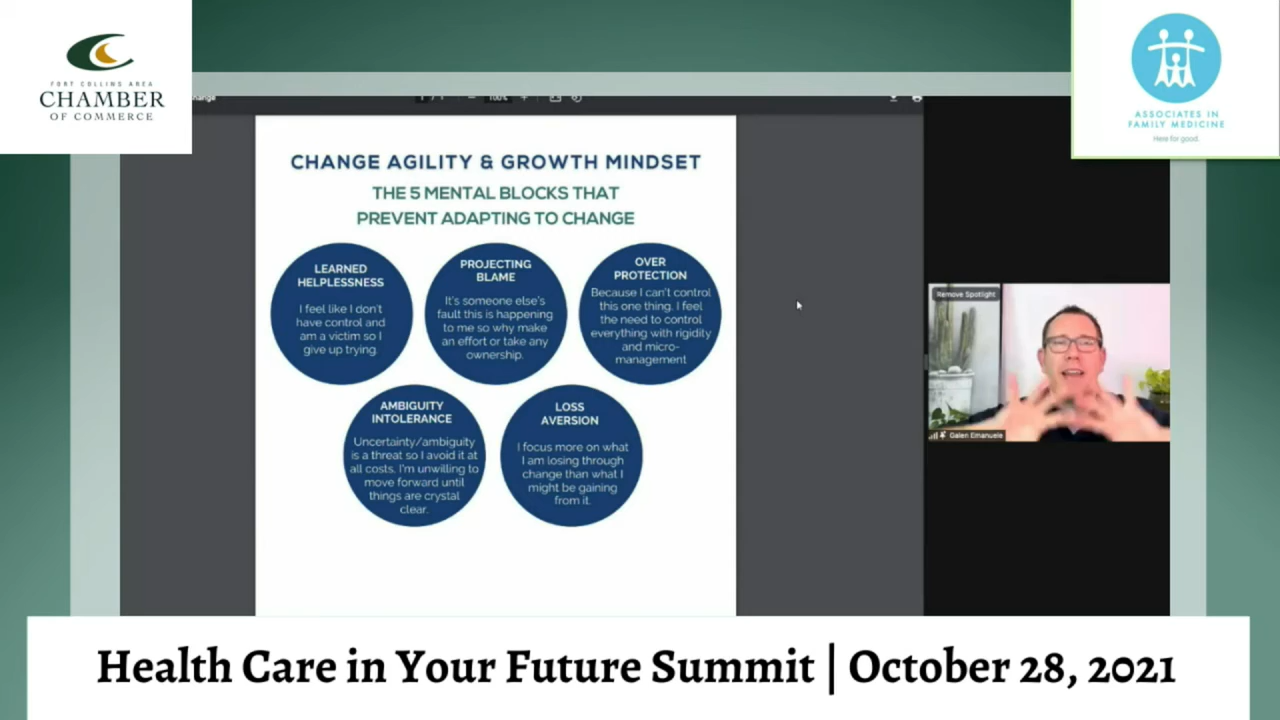 FORT COLLINS AREA
CHAMBER
OF COMMERCE
ASSOCIATES IN
FAMILY MEDICINE
Here for good.
100%
CHANGE AGILITY & GROWTH MINDSET
THE 5 MENTAL BLOCKS THAT
PREVENT ADAPTING TO CHANGE
LEARNED
HELPLESSNESS
I feel like I don't
have control and
am a victim so I
give up trying.
PROJECTING
BLAME
It's someone else's
fault this is happening
to me so why make
an effort or take any
ownership.
OVER
PROTECTION
Because I can't control
this one thing, I feel
the need to control
everything with rigidity
and micro-
management
AMBIGUITY
INTOLERANCE
Uncertainty/ambiguity
is a threat so I avoid it at
all costs, I'm unwilling to
move forward until
things are crystal
clear.
LOSS
AVERSION
I focus more on what
I am losing through
change than what I
might be gaining
from it.
Remove Spotlight
Galen Emanuele
Health Care in Your Future Summit | October 28, 2021